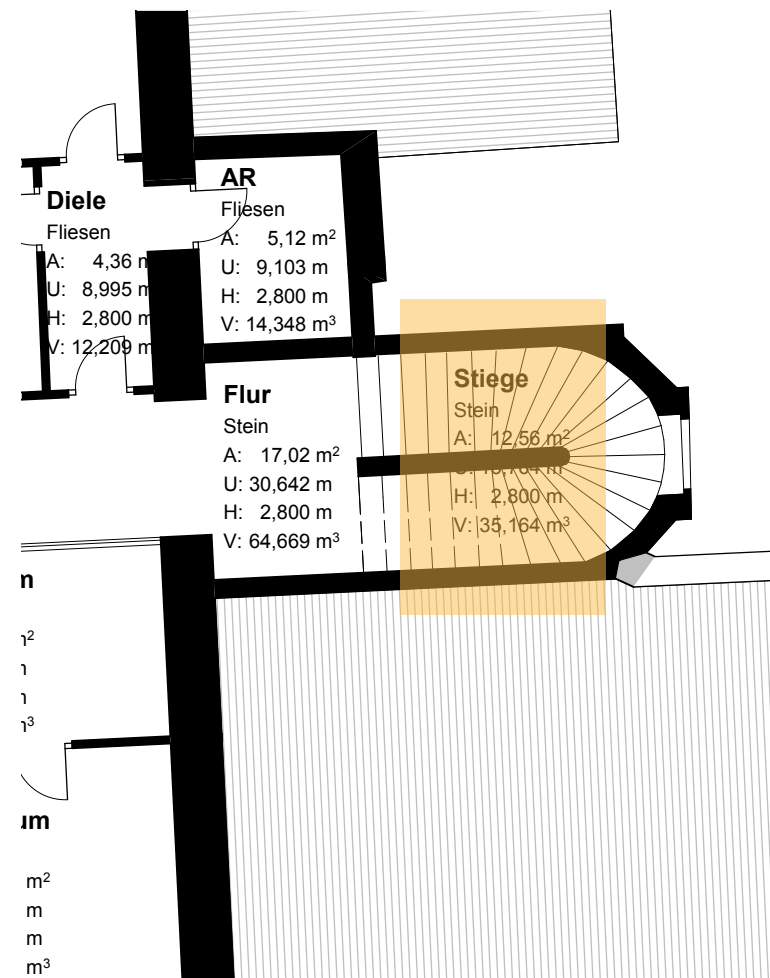 Diele
Fliesen
A: 4,36 m
U: 8,995 m
H: 2,800 m
V: 12,209 m
AR
Fliesen
A: 5,12 m²
U: 9,103 m
H: 2,800 m
V: 14,348 m³
Flur
Stein
A: 17,02 m²
U: 30,642 m
H: 2,800 m
V: 64,669 m³
Stiege
Stein
A: 12,56 m²
H: 2,800 m
V: 35,164 m³
m²
m
m
m³